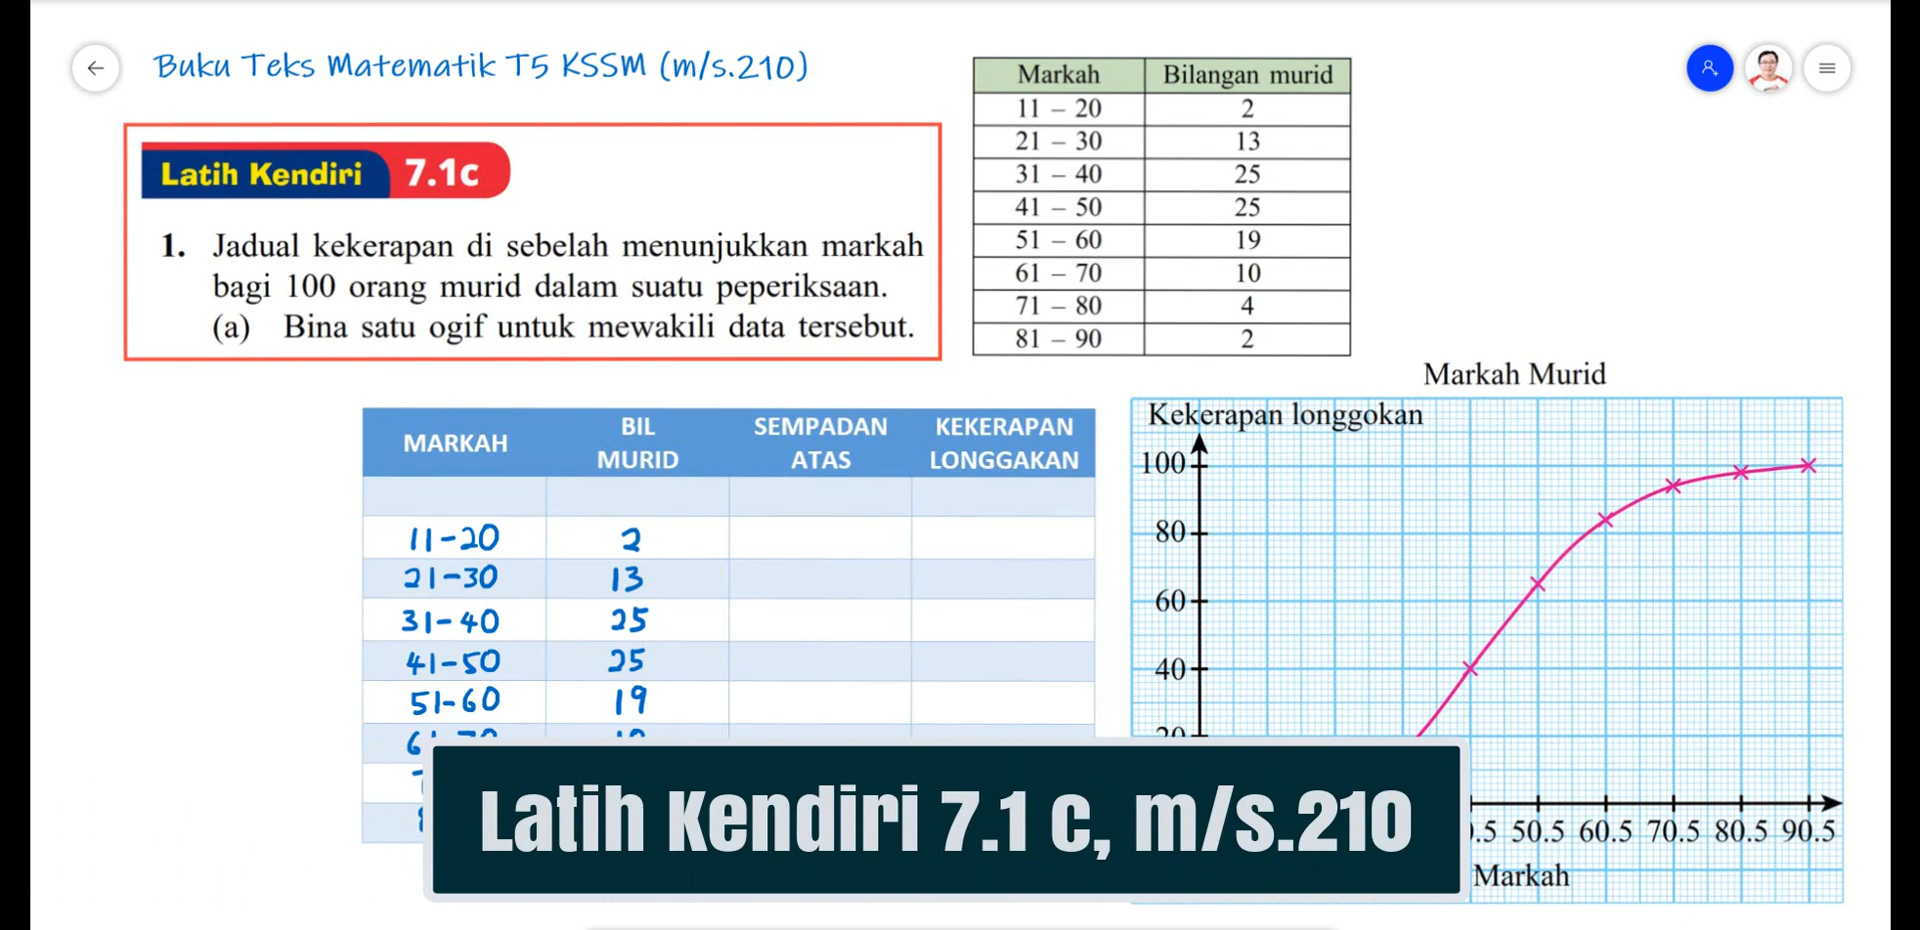 Buku Teks Matematik T5 KSSM (m/s.210)
Latih Kendiri 7.1c
1. Jadual kekerapan di sebelah menunjukkan markah
bagi 100 orang murid dalam suatu peperiksaan.
(a) Bina satu ogif untuk mewakili data tersebut.
Markah Bilangan murid
11 – 20 2
21 – 30 13
31 – 40 25
41 – 50 25
51 – 60 19
61 – 70 10
71 – 80 4
81 – 90 2
MARKAH BIL MURID SEMPADAN ATAS KEKERAPAN LONGGAKAN
11-20 2
21-30 13
31-40 25
41-50 25
51-60 19
Markah Murid
Kekerapan longgokan
100
80
60
40
20
50.5 60.5 70.5 80.5 90.5
Markah
Latih Kendiri 7.1 c, m/s.210